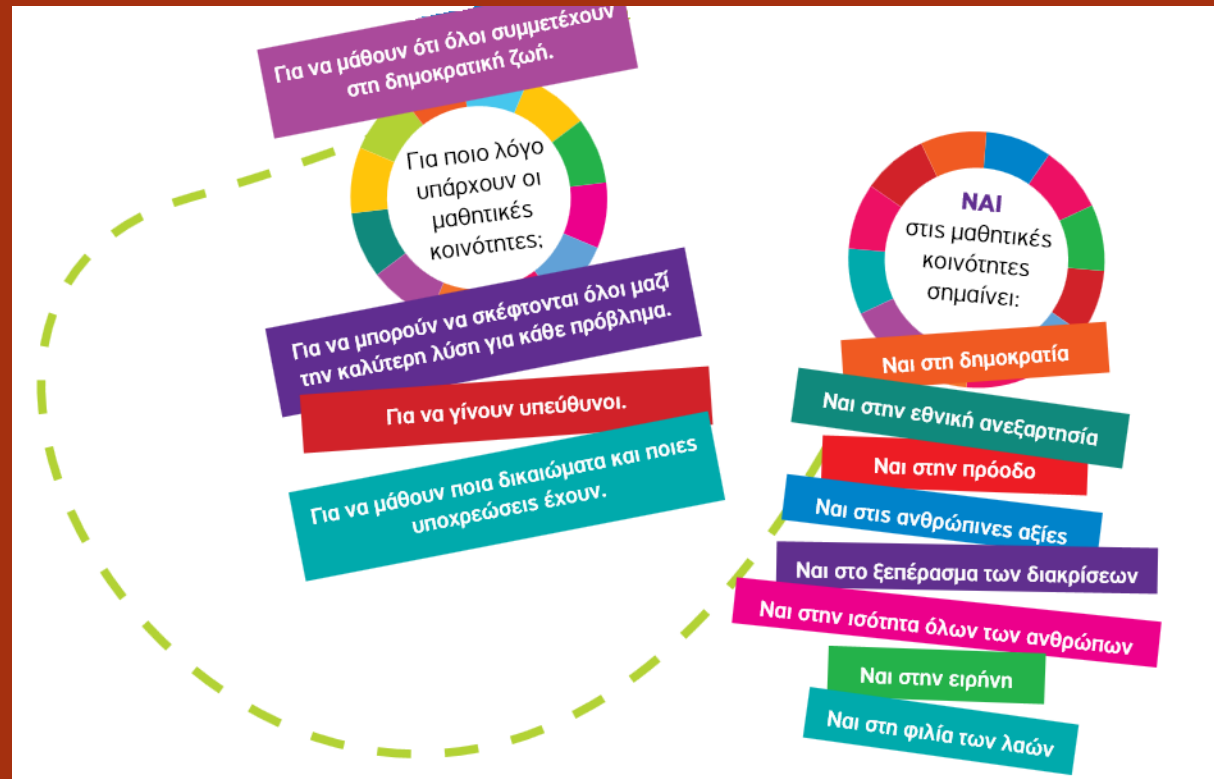 Για να μάθουν ότι όλοι συμμετέχουν
στη δημοκρατική ζωή.
Για ποιο λόγο
υπάρχουν οι
μαθητικές
κοινότητες;
Για να μπορούν να σκέφτονται όλοι μαζί
την καλύτερη λύση για κάθε πρόβλημα.
Για να γίνουν υπεύθυνοι.
Για να μάθουν ποια δικαιώματα και ποιες
υποχρεώσεις έχουν.
ΝΑΙ
στις μαθητικές
κοινότητες
σημαίνει:
Ναι στη δημοκρατία
Ναι στην εθνική ανεξαρτησία
Ναι στην πρόοδο
Ναι στις ανθρώπινες αξίες
Ναι στο ξεπέρασμα των διακρίσεων
Ναι στην ισότητα όλων των ανθρώπων
Ναι στην ειρήνη
Ναι στη φιλία των λαών